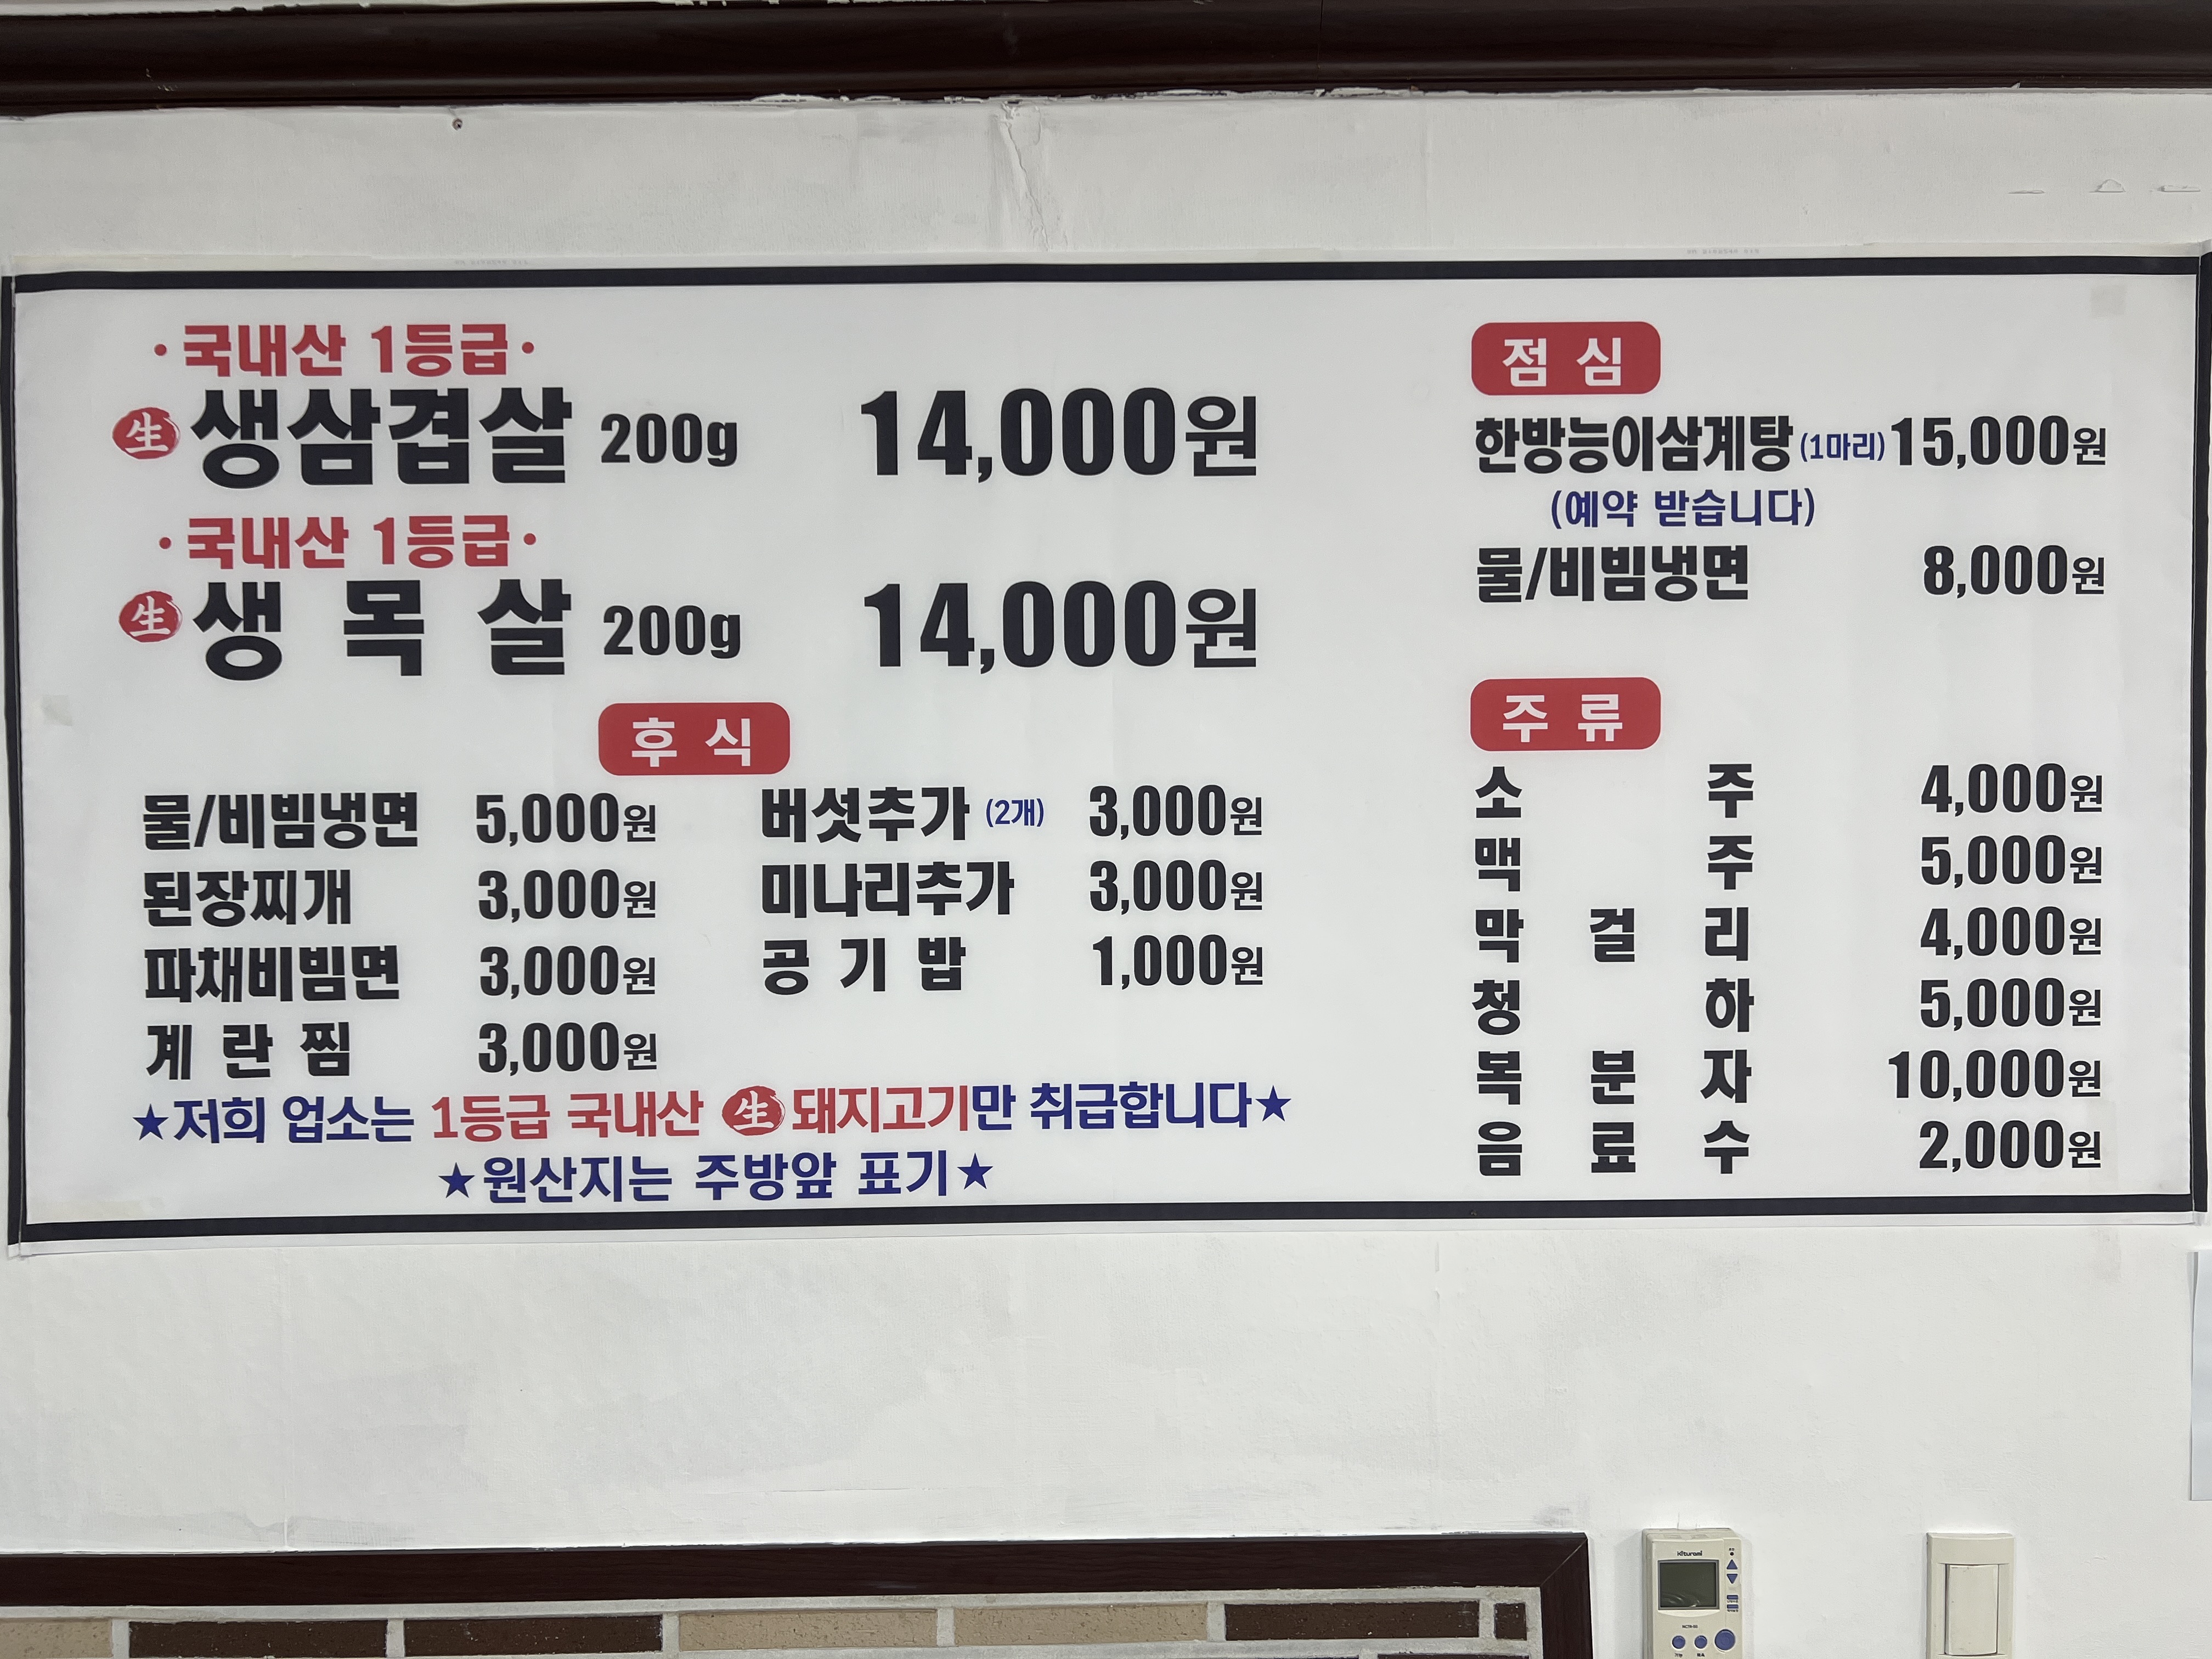 ·국내산 1등급·
生 생삼겹살 200g 14,000원
·국내산 1등급·
生 생목살 200g 14,000원
후식
물/비빔냉면 5,000원
된장찌개 3,000원
파채비빔면 3,000원
계란찜 3,000원
버섯추가 (2개) 3,000원
미나리추가 3,000원
공기밥 1,000원
★저희 업소는 1등급 국내산 生 돼지고기만 취급합니다★
★원산지는 주방앞 표기★
점심
한방능이삼계탕 (1마리) 15,000원
(예약 받습니다)
물/비빔냉면 8,000원
주류
소주 4,000원
맥주 5,000원
막걸리 4,000원
청하 5,000원
복분자 10,000원
음료수 2,000원
Kiturami